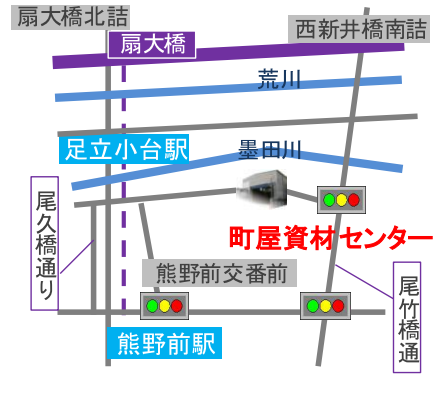 扇大橋北詰
西新井橋南詰
扇大橋
荒川
足立小台駅
墨田川
尾久橋通り
町屋資材センター
熊野前交番前
尾竹橋通
熊野前駅